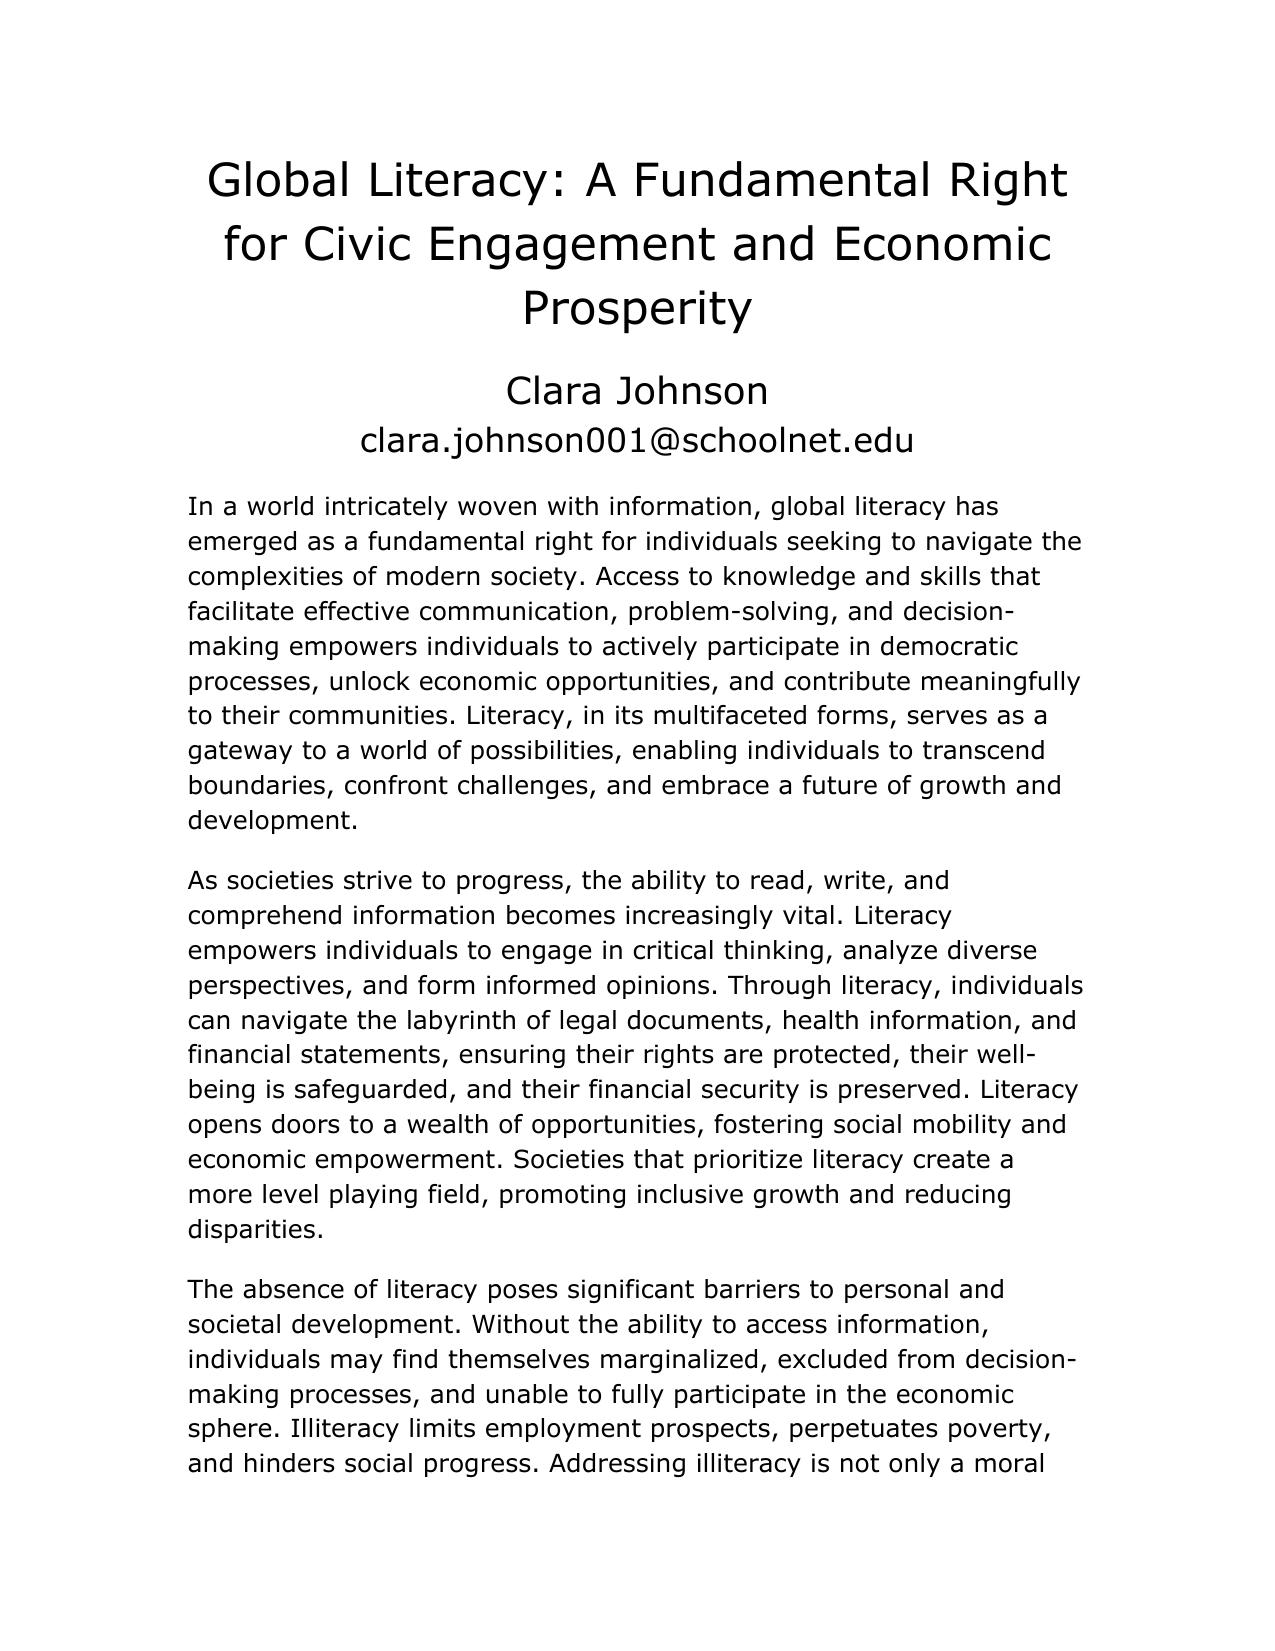 Global Literacy: A Fundamental Right
for Civic Engagement and Economic
Prosperity
Clara Johnson
clara.johnson001@schoolnet.edu
In a world intricately woven with information, global literacy has
emerged as a fundamental right for individuals seeking to navigate the
complexities of modern society. Access to knowledge and skills that
facilitate effective communication, problem-solving, and decision-
making empowers individuals to actively participate in democratic
processes, unlock economic opportunities, and contribute meaningfully
to their communities. Literacy, in its multifaceted forms, serves as a
gateway to a world of possibilities, enabling individuals to transcend
boundaries, confront challenges, and embrace a future of growth and
development.
As societies strive to progress, the ability to read, write, and
comprehend information becomes increasingly vital. Literacy
empowers individuals to engage in critical thinking, analyze diverse
perspectives, and form informed opinions. Through literacy, individuals
can navigate the labyrinth of legal documents, health information, and
financial statements, ensuring their rights are protected, their well-
being is safeguarded, and their financial security is preserved. Literacy
opens doors to a wealth of opportunities, fostering social mobility and
economic empowerment. Societies that prioritize literacy create a
more level playing field, promoting inclusive growth and reducing
disparities.
The absence of literacy poses significant barriers to personal and
societal development. Without the ability to access information,
individuals may find themselves marginalized, excluded from decision-
making processes, and unable to fully participate in the economic
sphere. Illiteracy limits employment prospects, perpetuates poverty,
and hinders social progress. Addressing illiteracy is not only a moral